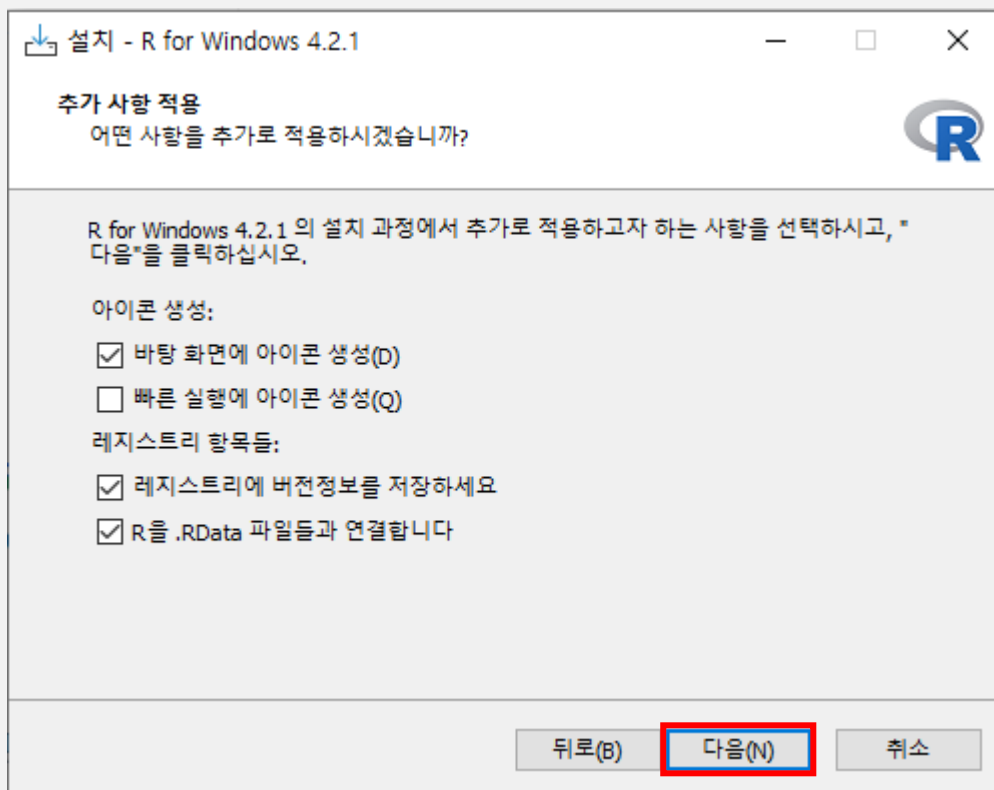 설치 - R for Windows 4.2.1
추가 사항 적용
어떤 사항을 추가로 적용하시겠습니까?
R
R for Windows 4.2.1 의 설치 과정에서 추가로 적용하고자 하는 사항을 선택하시고, "
다음"을 클릭하십시오.
아이콘 생성:
바탕 화면에 아이콘 생성(D)
빠른 실행에 아이콘 생성(Q)
레지스트리 항목들:
레지스트리에 버전정보를 저장하세요
R을 .RData 파일들과 연결합니다
뒤로(B) 다음(N) 취소